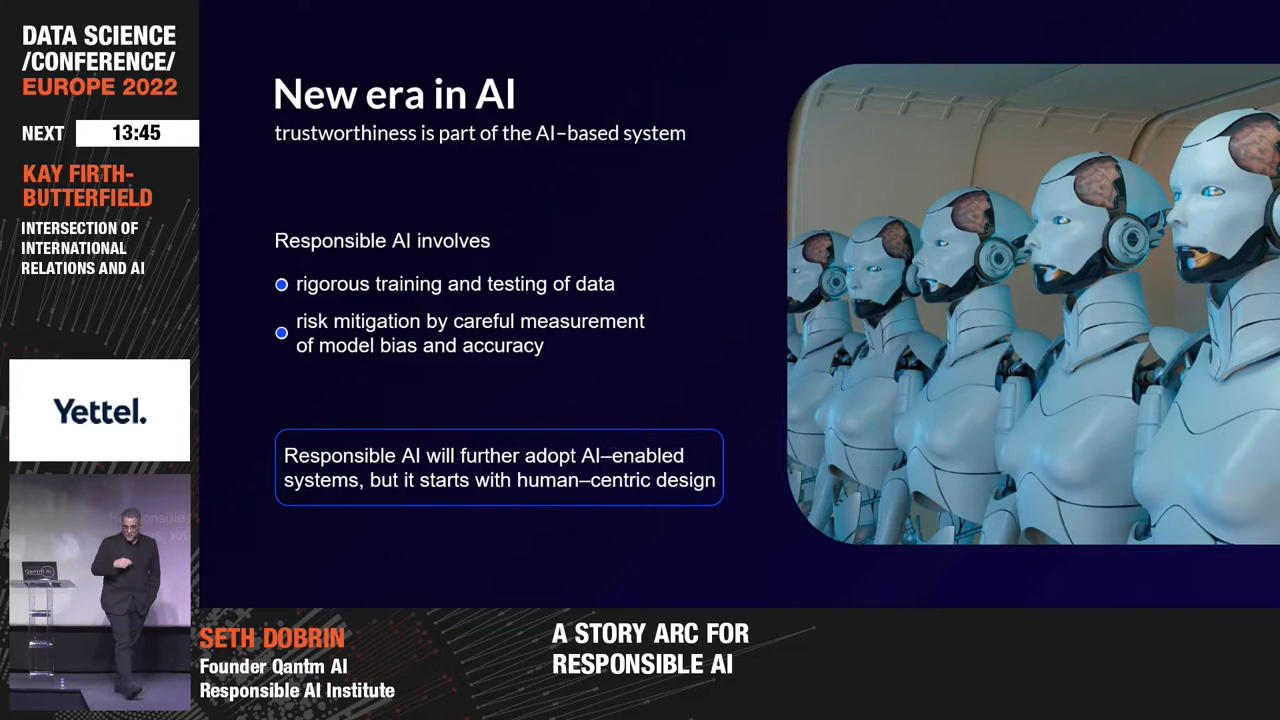 DATA SCIENCE
/CONFERENCE/
EUROPE 2022
NEXT 13:45
KAY FIRTH-
BUTTERFIELD
INTERSECTION OF
INTERNATIONAL
RELATIONS AND AI
Yettel.
New era in AI
trustworthiness is part of the AI–based system
Responsible AI involves
rigorous training and testing of data
risk mitigation by careful measurement
of model bias and accuracy
Responsible AI will further adopt AI–enabled
systems, but it starts with human–centric design
Qantm AI
SETH DOBRIN
Founder Qantm AI
Responsible AI Institute
A STORY ARC FOR
RESPONSIBLE AI